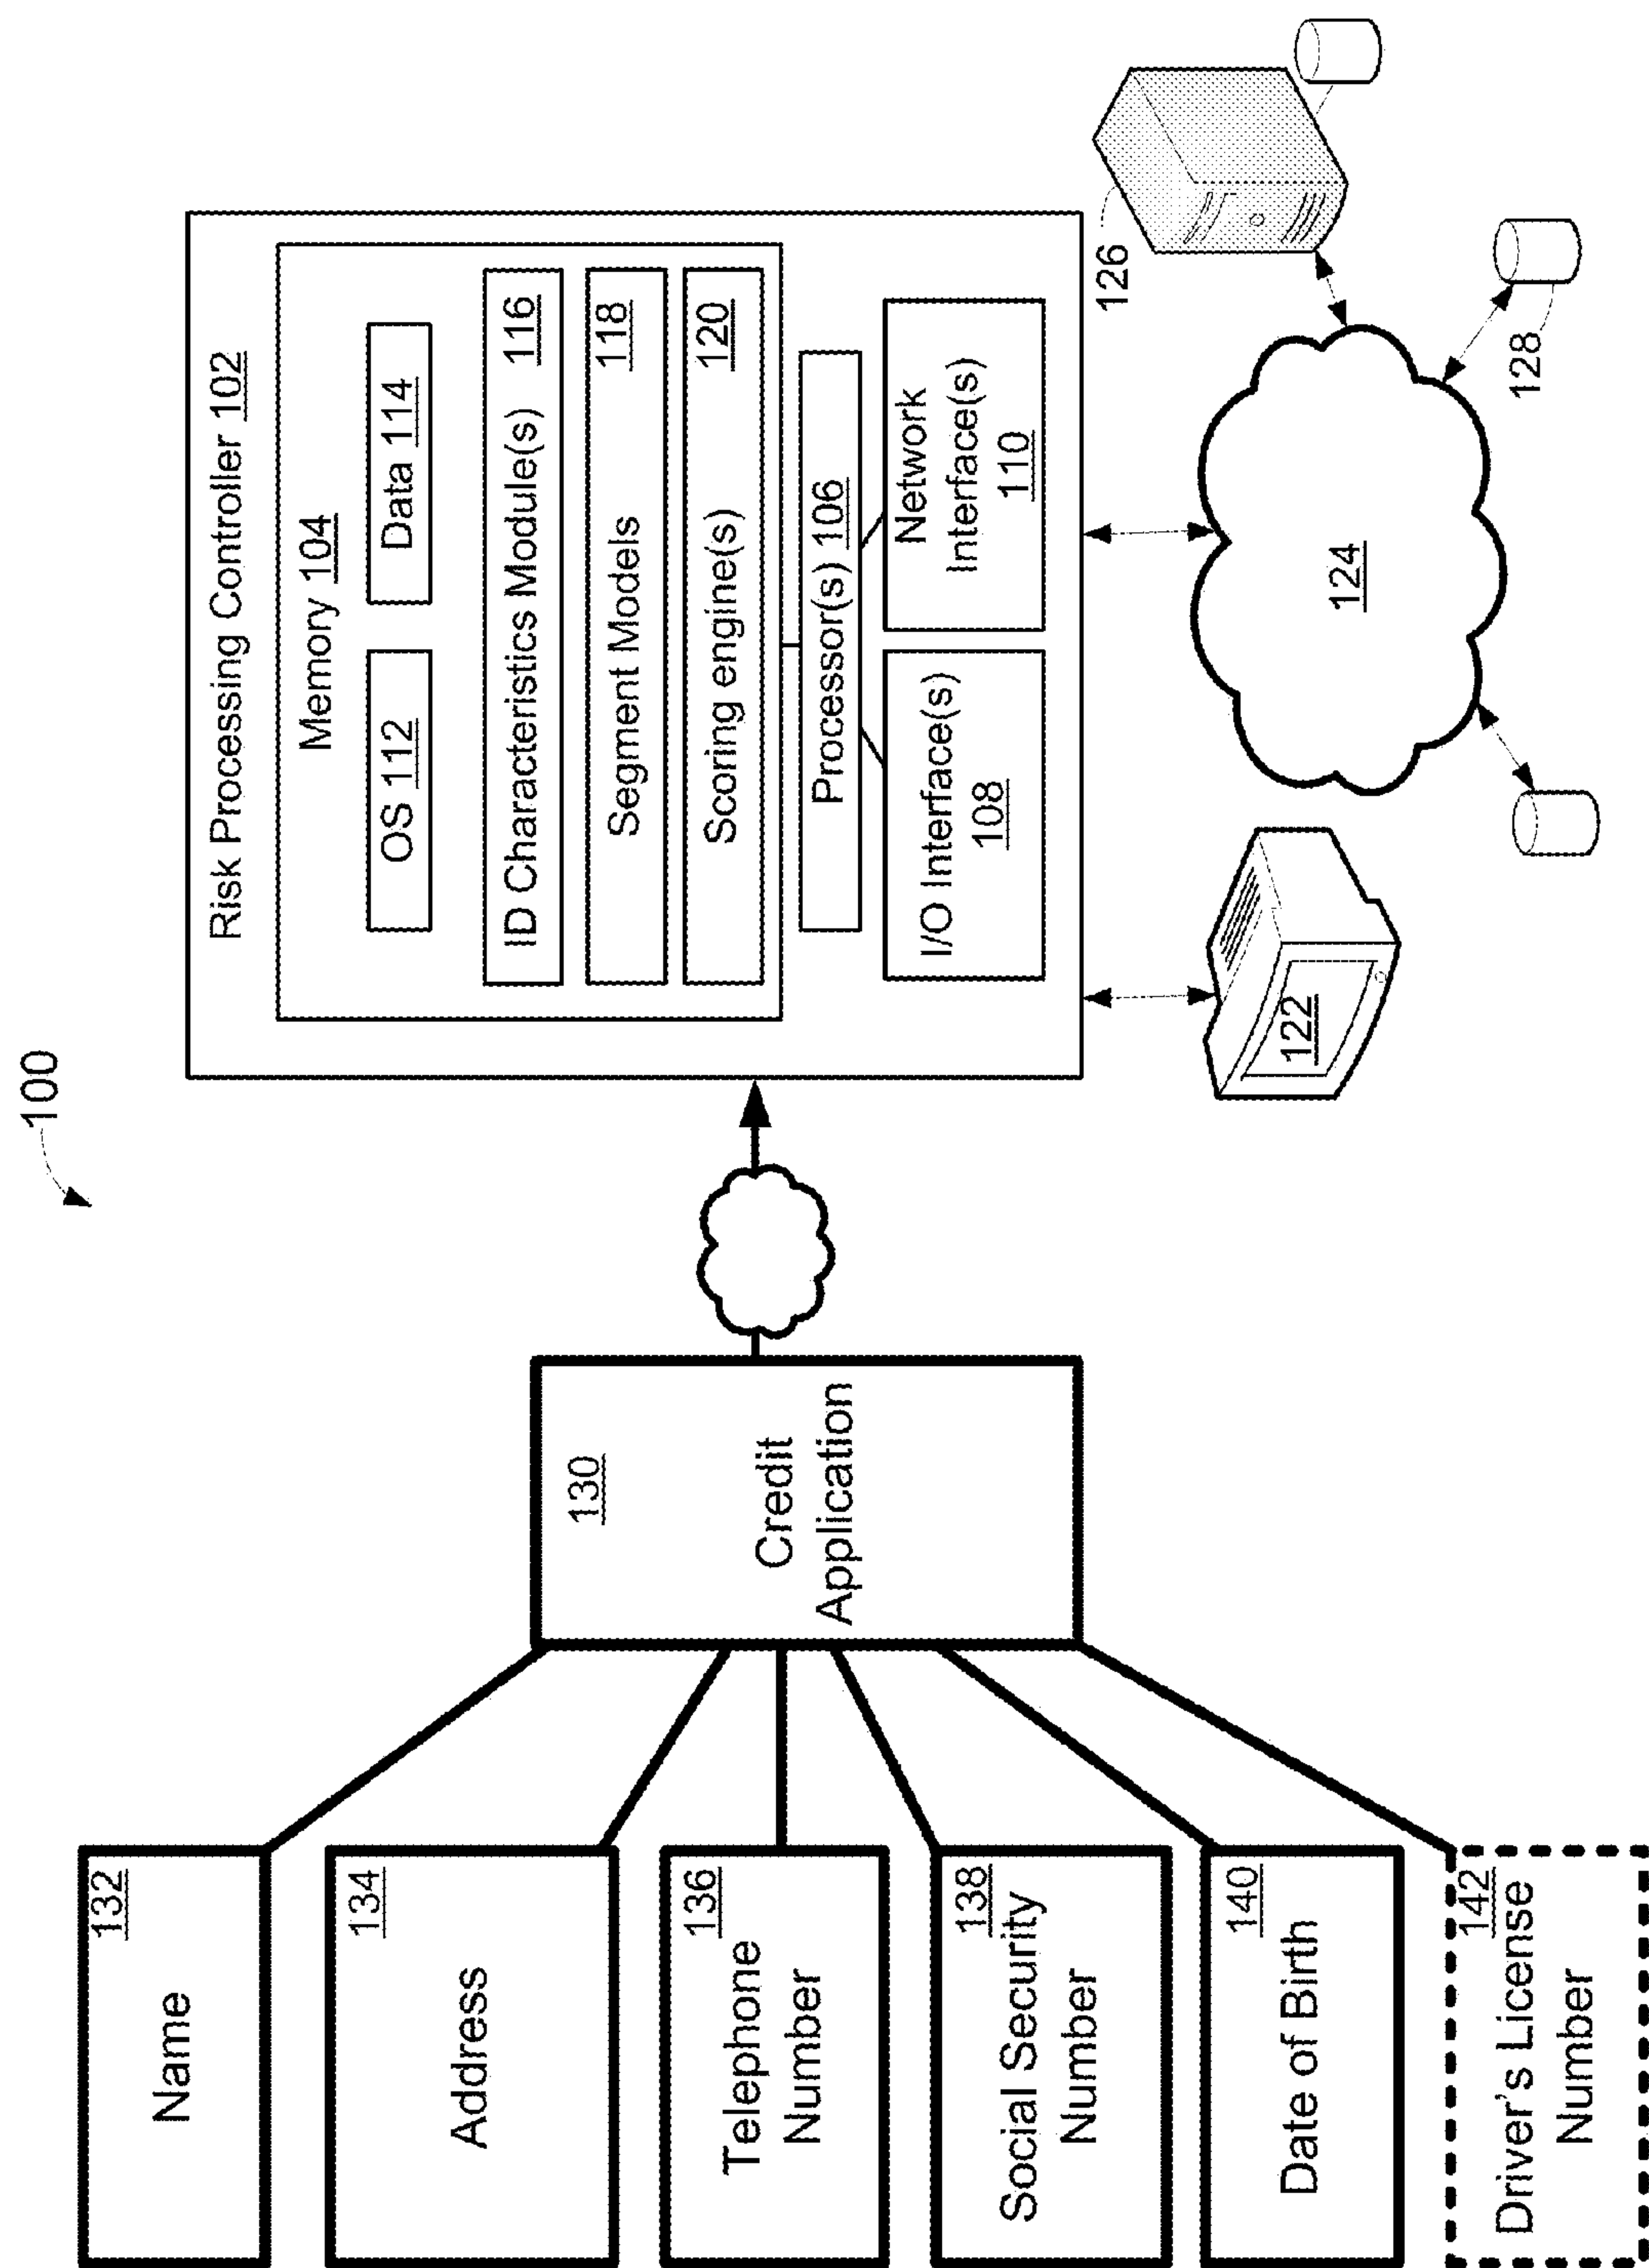 100
132
Name
134
Address
136
Telephone
Number
138
Social Security
Number
140
Date of Birth
142
Driver's License
Number
130
Credit
Application
Risk Processing Controller 102
Memory 104
OS 112
Data 114
ID Characteristics Module(s) 116
Segment Models 118
Scoring engine(s) 120
Processor(s) 106
I/O Interface(s)
108
Network
Interface(s)
110
122
124
126
128